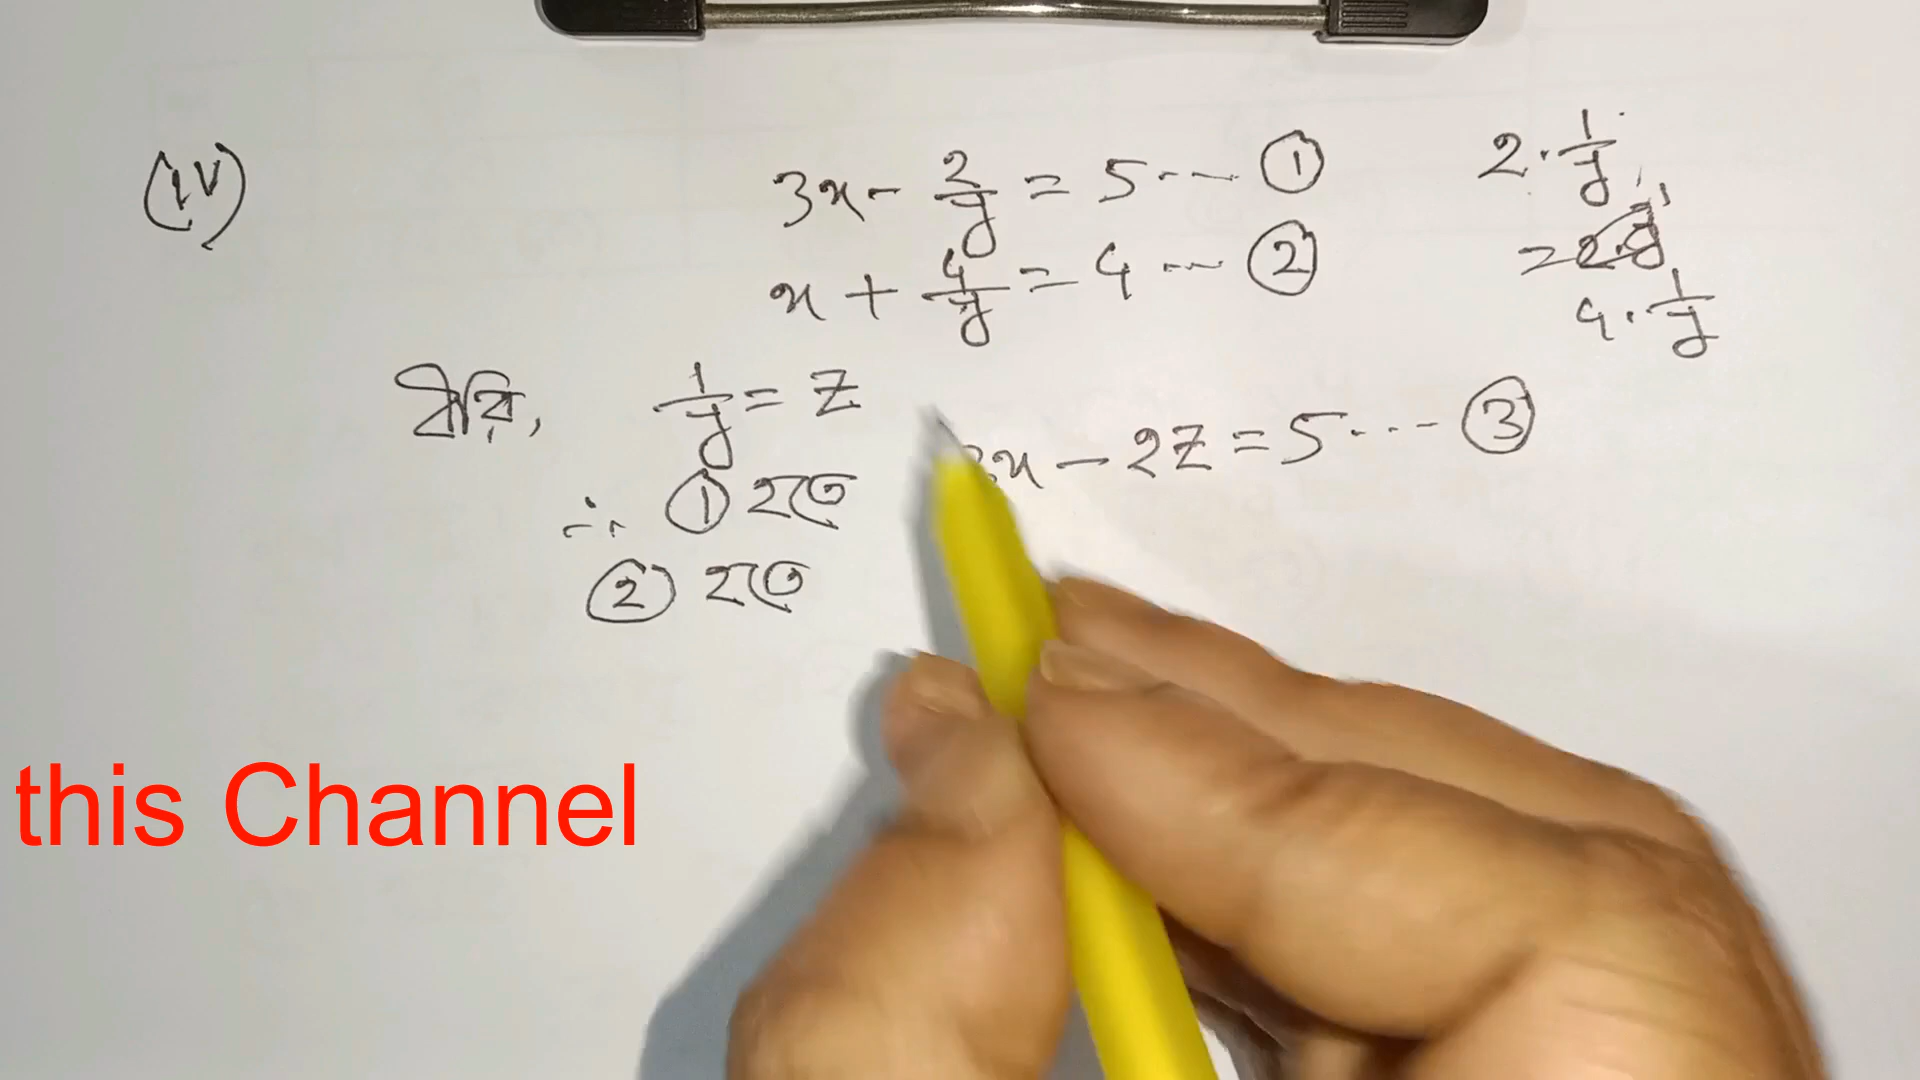 (iv)
3x - 2/y = 5 ... ①
x + 4/y = 4 ... ②
2 · 1/y
=
4 · 1/y
ধরি, 1/y = z
∴ ① হতে 3x - 2z = 5 ... ③
② হতে
this Channel